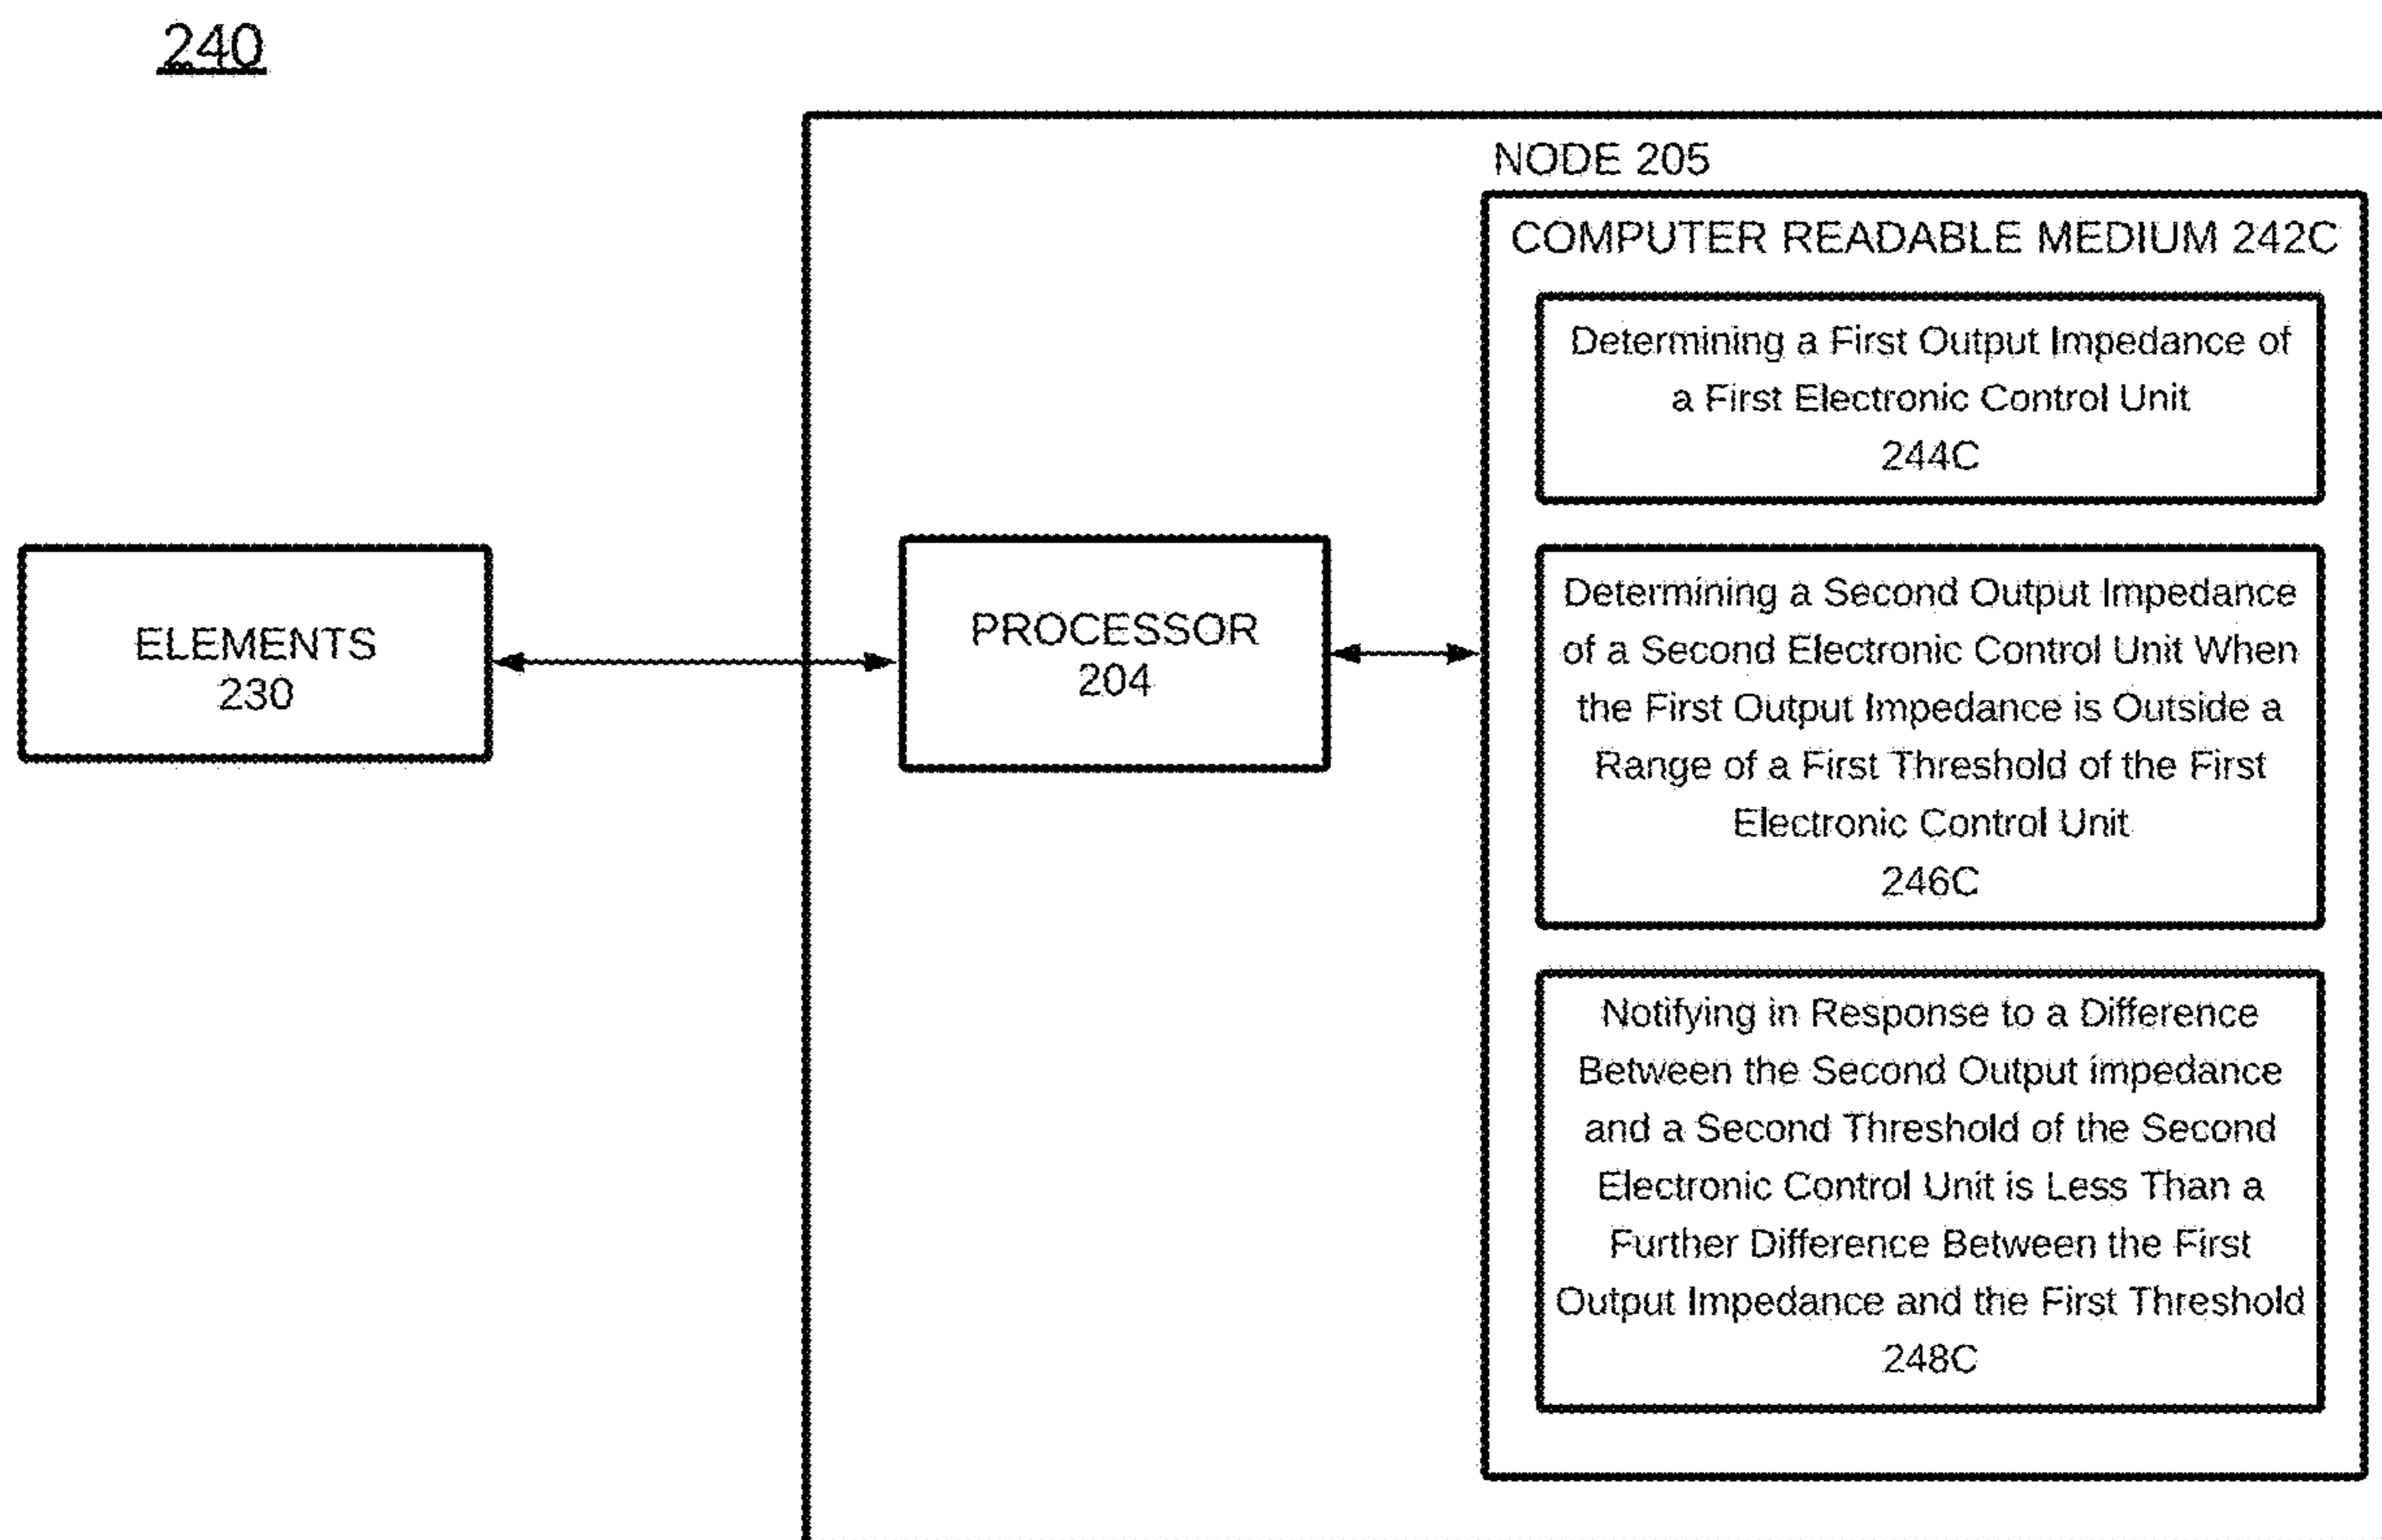 240
NODE 205
COMPUTER READABLE MEDIUM 242C
Determining a First Output Impedance of
a First Electronic Control Unit
244C
ELEMENTS
230
PROCESSOR
204
Determining a Second Output Impedance
of a Second Electronic Control Unit When
the First Output Impedance is Outside a
Range of a First Threshold of the First
Electronic Control Unit
246C
Notifying in Response to a Difference
Between the Second Output impedance
and a Second Threshold of the Second
Electronic Control Unit is Less Than a
Further Difference Between the First
Output Impedance and the First Threshold
248C